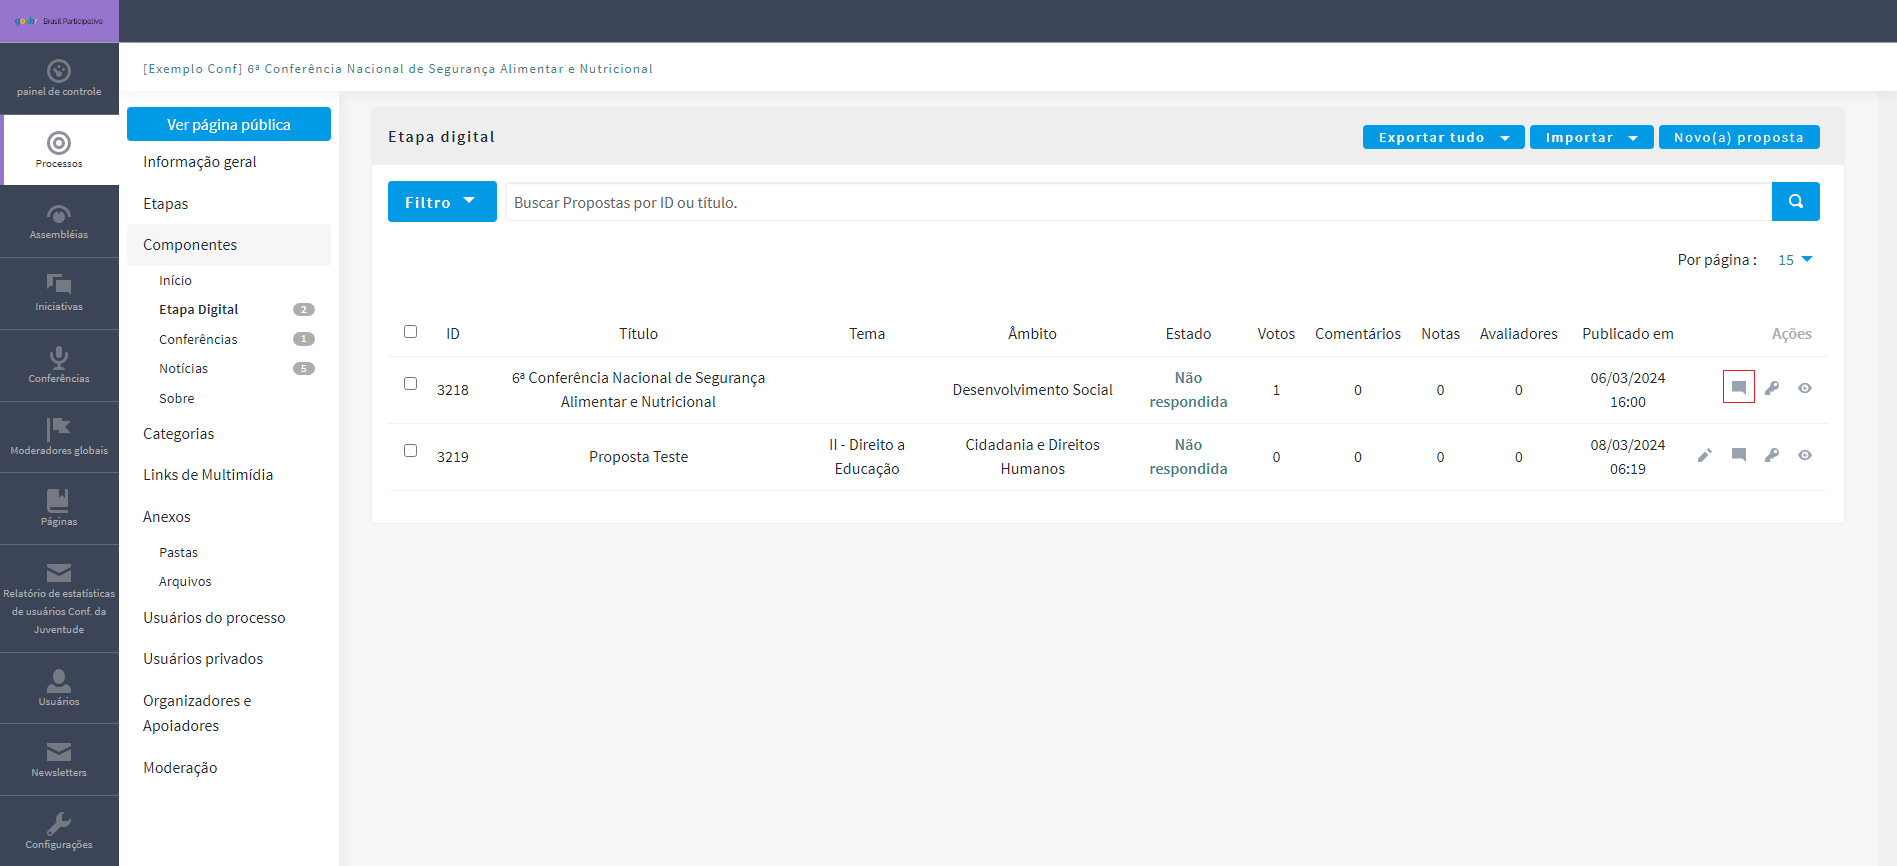 gov.br Brasil Participativo
painel de controle
Processos
Assembléias
Iniciativas
Conferências
Moderadores globais
Páginas
Relatório de estatísticas
de usuários Conf. da
Juventude
Usuários
Newsletters
Configurações
[Exemplo Conf] 6ª Conferência Nacional de Segurança Alimentar e Nutricional
Ver página pública
Informação geral
Etapas
Componentes
Início
Etapa Digital 2
Conferências 1
Notícias 5
Sobre
Categorias
Links de Multimídia
Anexos
Pastas
Arquivos
Usuários do processo
Usuários privados
Organizadores e
Apoiadores
Moderação
Etapa digital
Exportar tudo
Importar
Novo(a) proposta
Filtro
Buscar Propostas por ID ou título.
Por página : 15
ID Título Tema Âmbito Estado Votos Comentários Notas Avaliadores Publicado em Ações
3218 6ª Conferência Nacional de Segurança
Alimentar e Nutricional Desenvolvimento Social Não
respondida 1 0 0 0 06/03/2024
16:00
3219 Proposta Teste II - Direito a
Educação Cidadania e Direitos
Humanos Não
respondida 0 0 0 0 08/03/2024
06:19